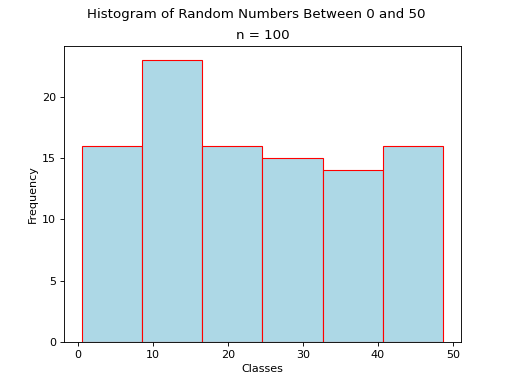 Histogram of Random Numbers Between 0 and 50
n = 100
20
15
10
5
0
Frequency
0 10 20 30 40 50
Classes